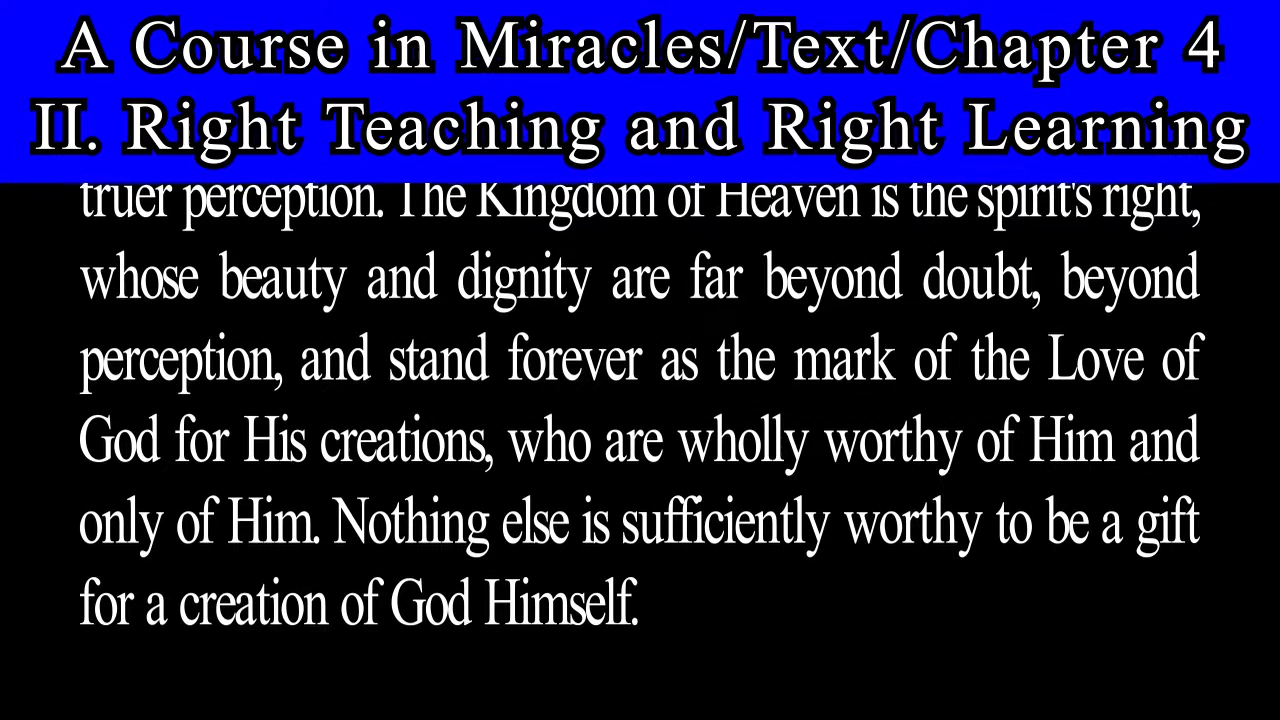 A Course in Miracles/Text/Chapter 4
II. Right Teaching and Right Learning
truer perception. The Kingdom of Heaven is the spirit's right,
whose beauty and dignity are far beyond doubt, beyond
perception, and stand forever as the mark of the Love of
God for His creations, who are wholly worthy of Him and
only of Him. Nothing else is sufficiently worthy to be a gift
for a creation of God Himself.